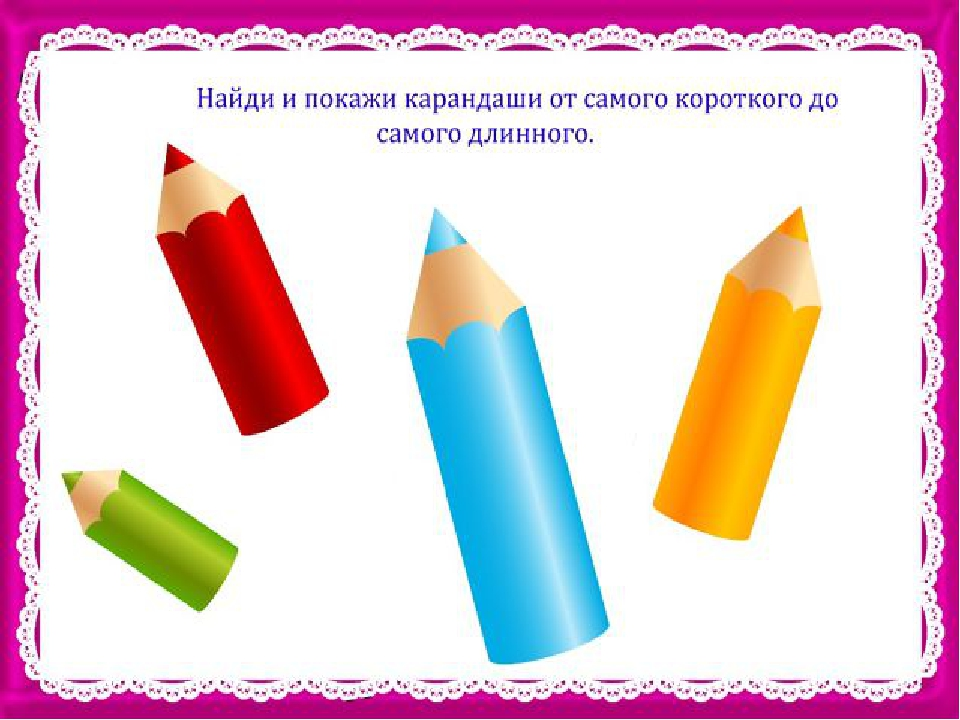 Найди и покажи карандаши от самого короткого до
самого длинного.